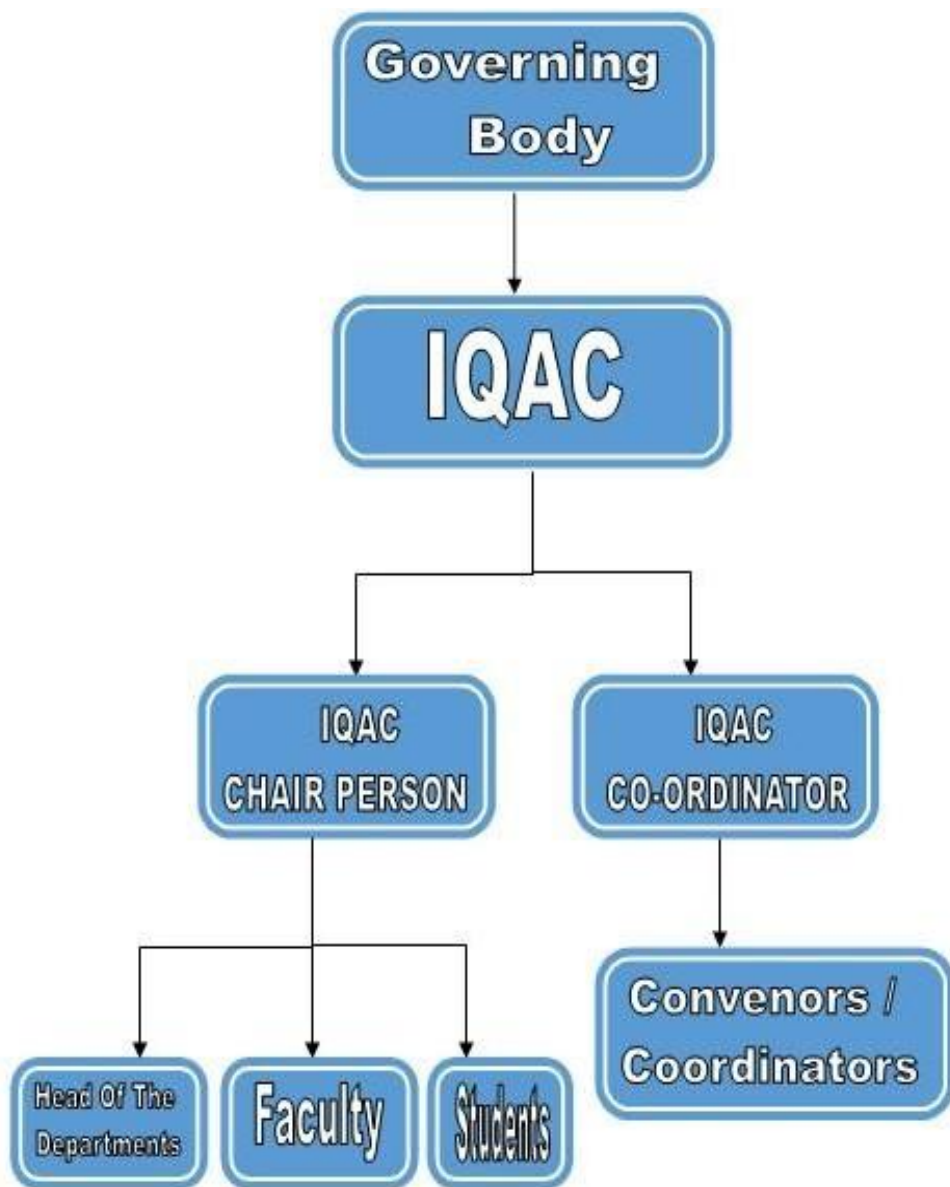 Governing
Body
IQAC
IQAC
CHAIR PERSON
IQAC
CO-ORDINATOR
Convenors /
Coordinators
Head Of The
Departments
Faculty
Students